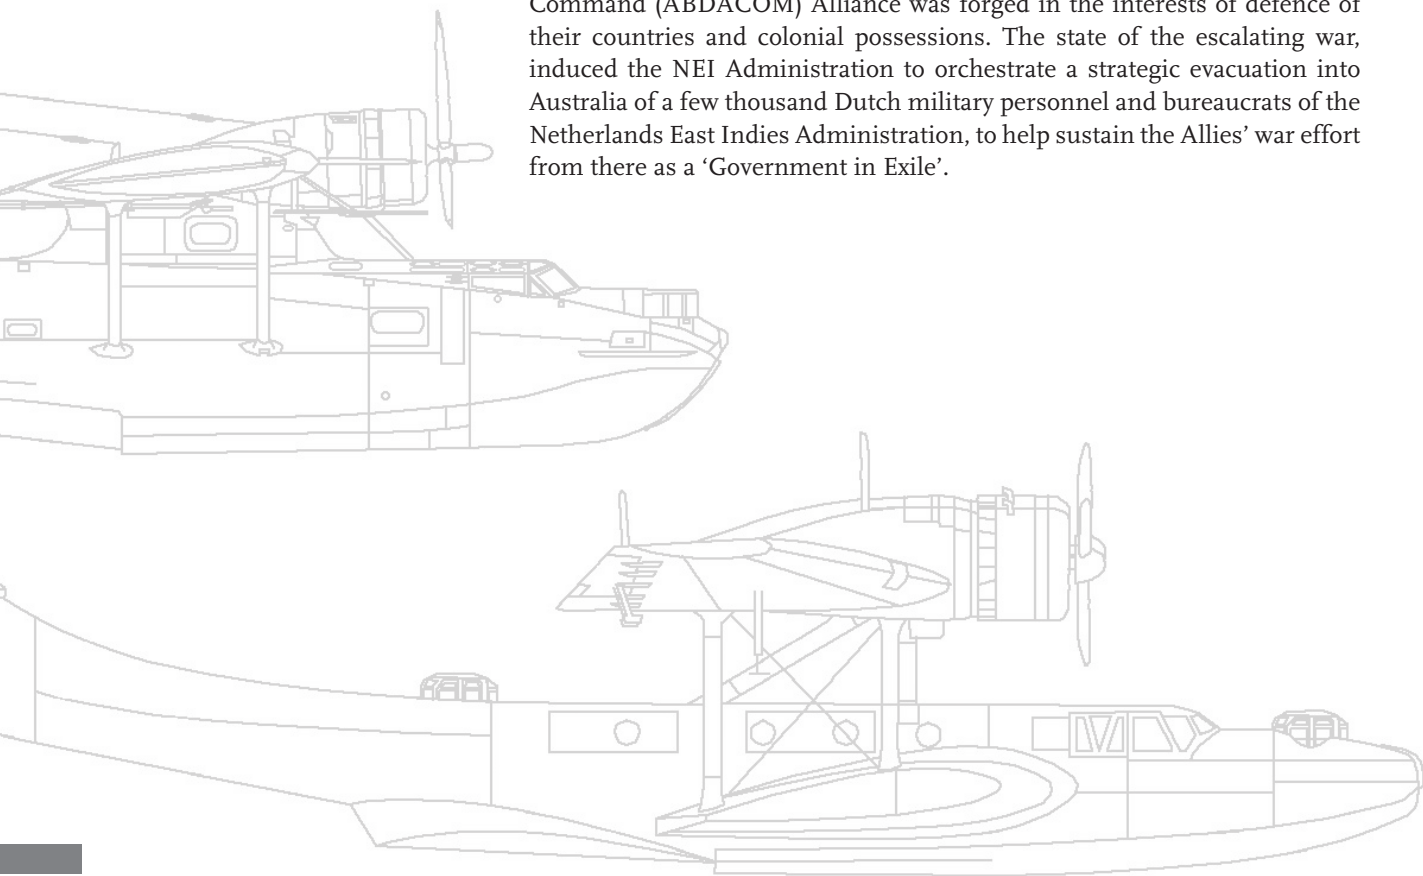 Command (ABDACOM) Alliance was forged in the interests of defence of
their countries and colonial possessions. The state of the escalating war,
induced the NEI Administration to orchestrate a strategic evacuation into
Australia of a few thousand Dutch military personnel and bureaucrats of the
Netherlands East Indies Administration, to help sustain the Allies’ war effort
from there as a ‘Government in Exile’.